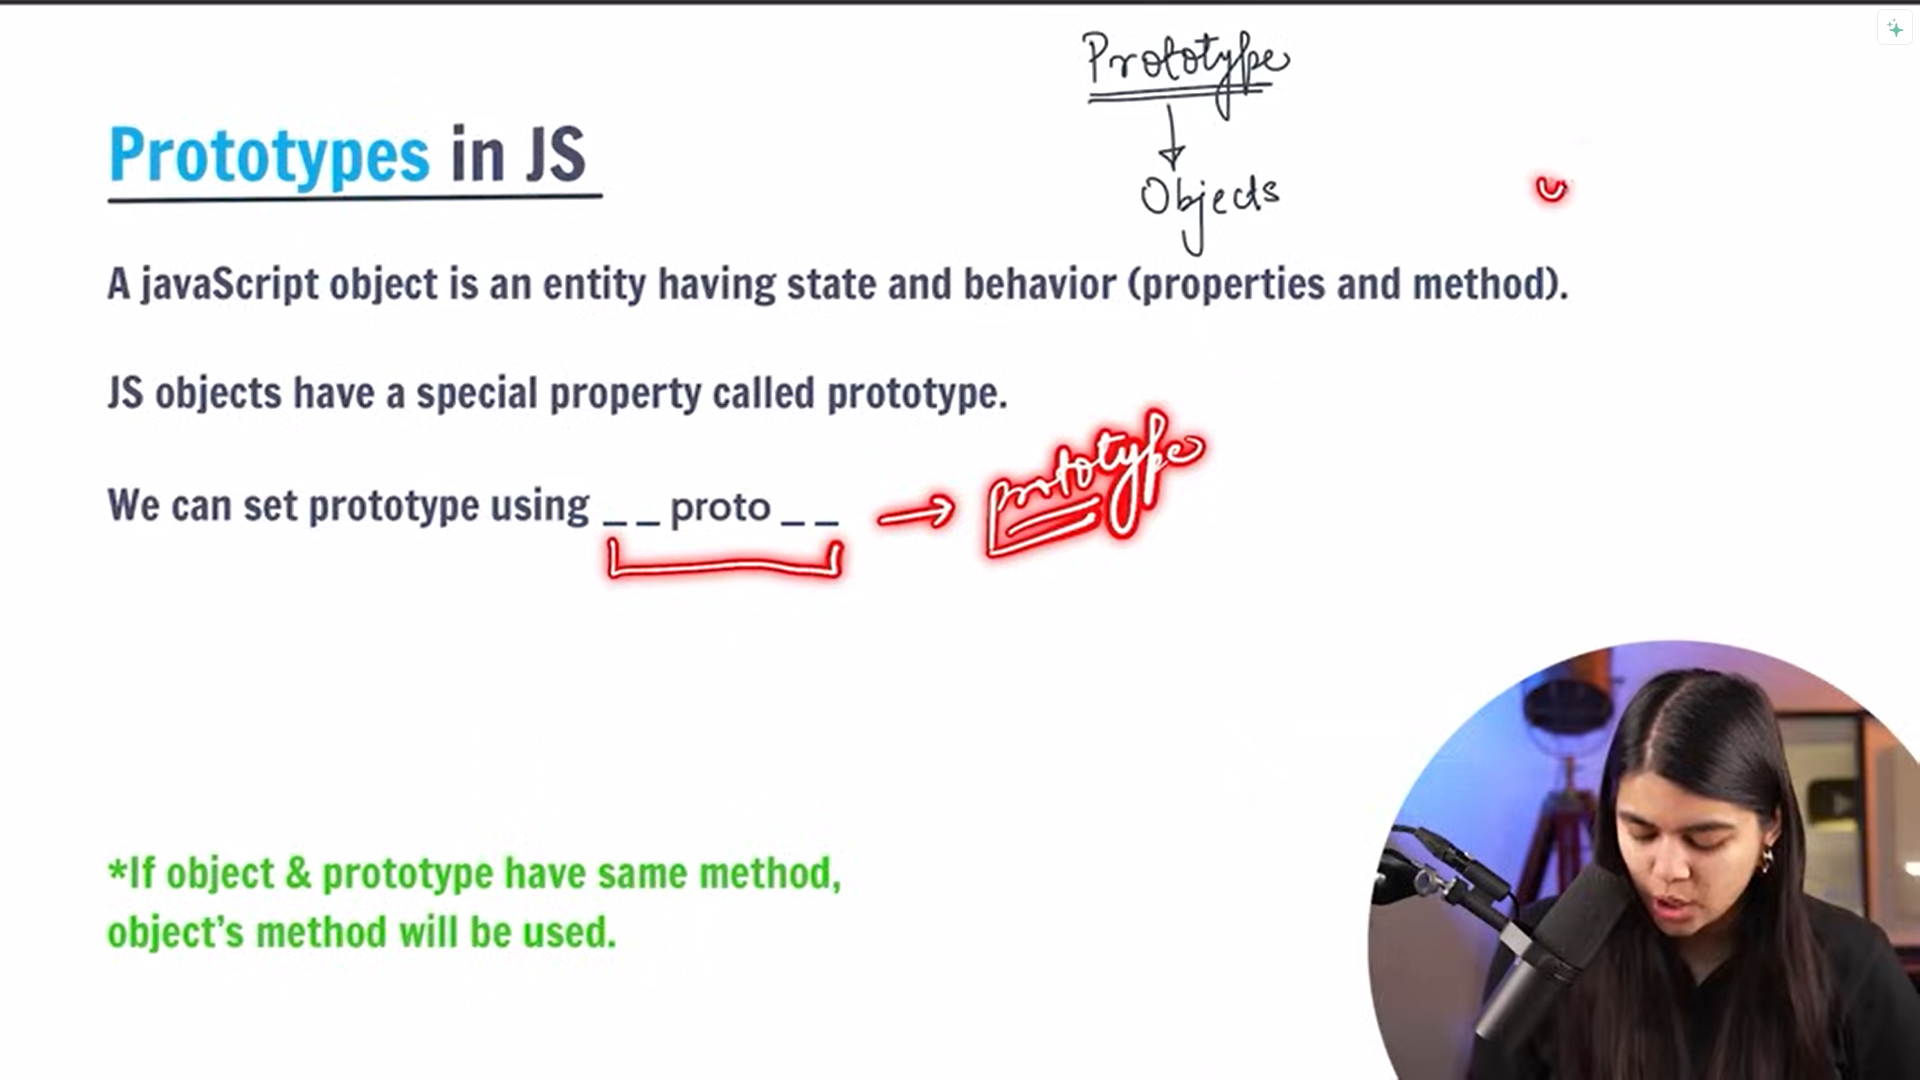 Prototype
Objects
Prototypes in JS
A javaScript object is an entity having state and behavior (properties and method).
JS objects have a special property called prototype.
We can set prototype using _ _ proto _ _ → prototype
*If object & prototype have same method,
object's method will be used.